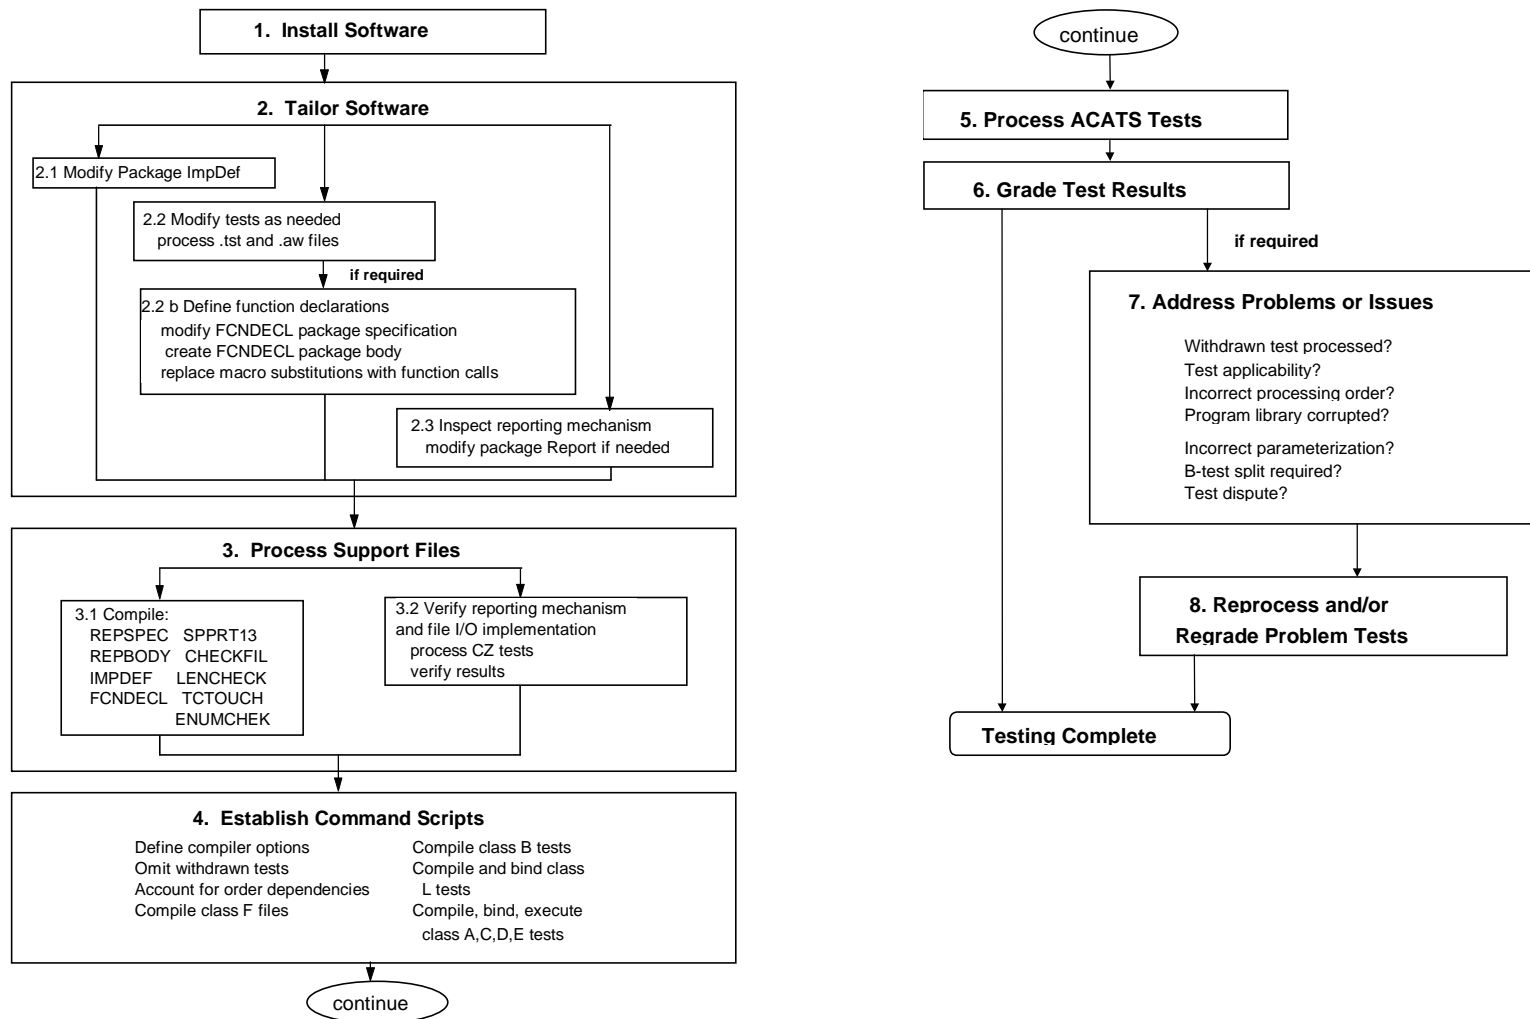 1. Install Software
2. Tailor Software
2.1 Modify Package ImpDef
2.2 Modify tests as needed
process .tst and .aw files
if required
2.2 b Define function declarations
modify FCNDECL package specification
create FCNDECL package body
replace macro substitutions with function calls
2.3 Inspect reporting mechanism
modify package Report if needed
3. Process Support Files
3.1 Compile:
REPSPEC SPPRT13
REPBODY CHECKFIL
IMPDEF LENCHECK
FCNDECL TCTOUCH
ENUMCHEK
3.2 Verify reporting mechanism
and file I/O implementation
process CZ tests
verify results
4. Establish Command Scripts
Define compiler options
Omit withdrawn tests
Account for order dependencies
Compile class F files
Compile class B tests
Compile and bind class
L tests
Compile, bind, execute
class A,C,D,E tests
continue
continue
5. Process ACATS Tests
6. Grade Test Results
if required
7. Address Problems or Issues
Withdrawn test processed?
Test applicability?
Incorrect processing order?
Program library corrupted?
Incorrect parameterization?
B-test split required?
Test dispute?
8. Reprocess and/or
Regrade Problem Tests
Testing Complete